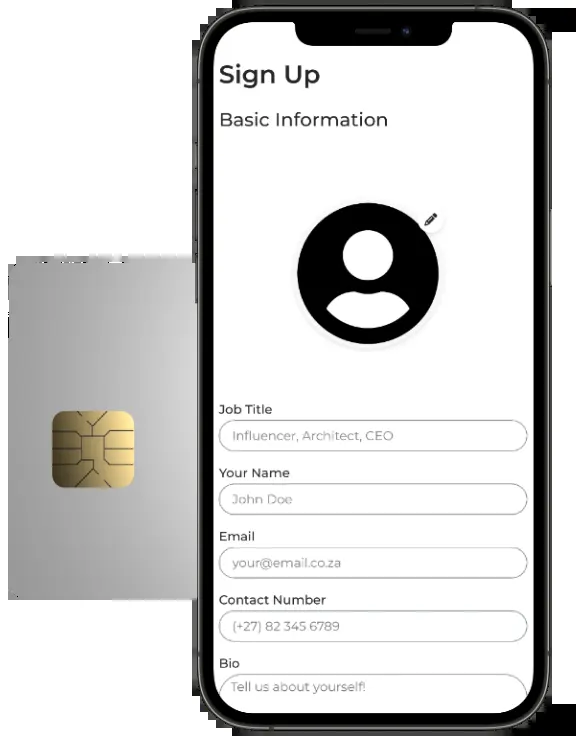 Sign Up
Basic Information
Job Title
Influencer, Architect, CEO
Your Name
John Doe
Email
your@email.co.za
Contact Number
(+27) 82 345 6789
Bio
Tell us about yourself!